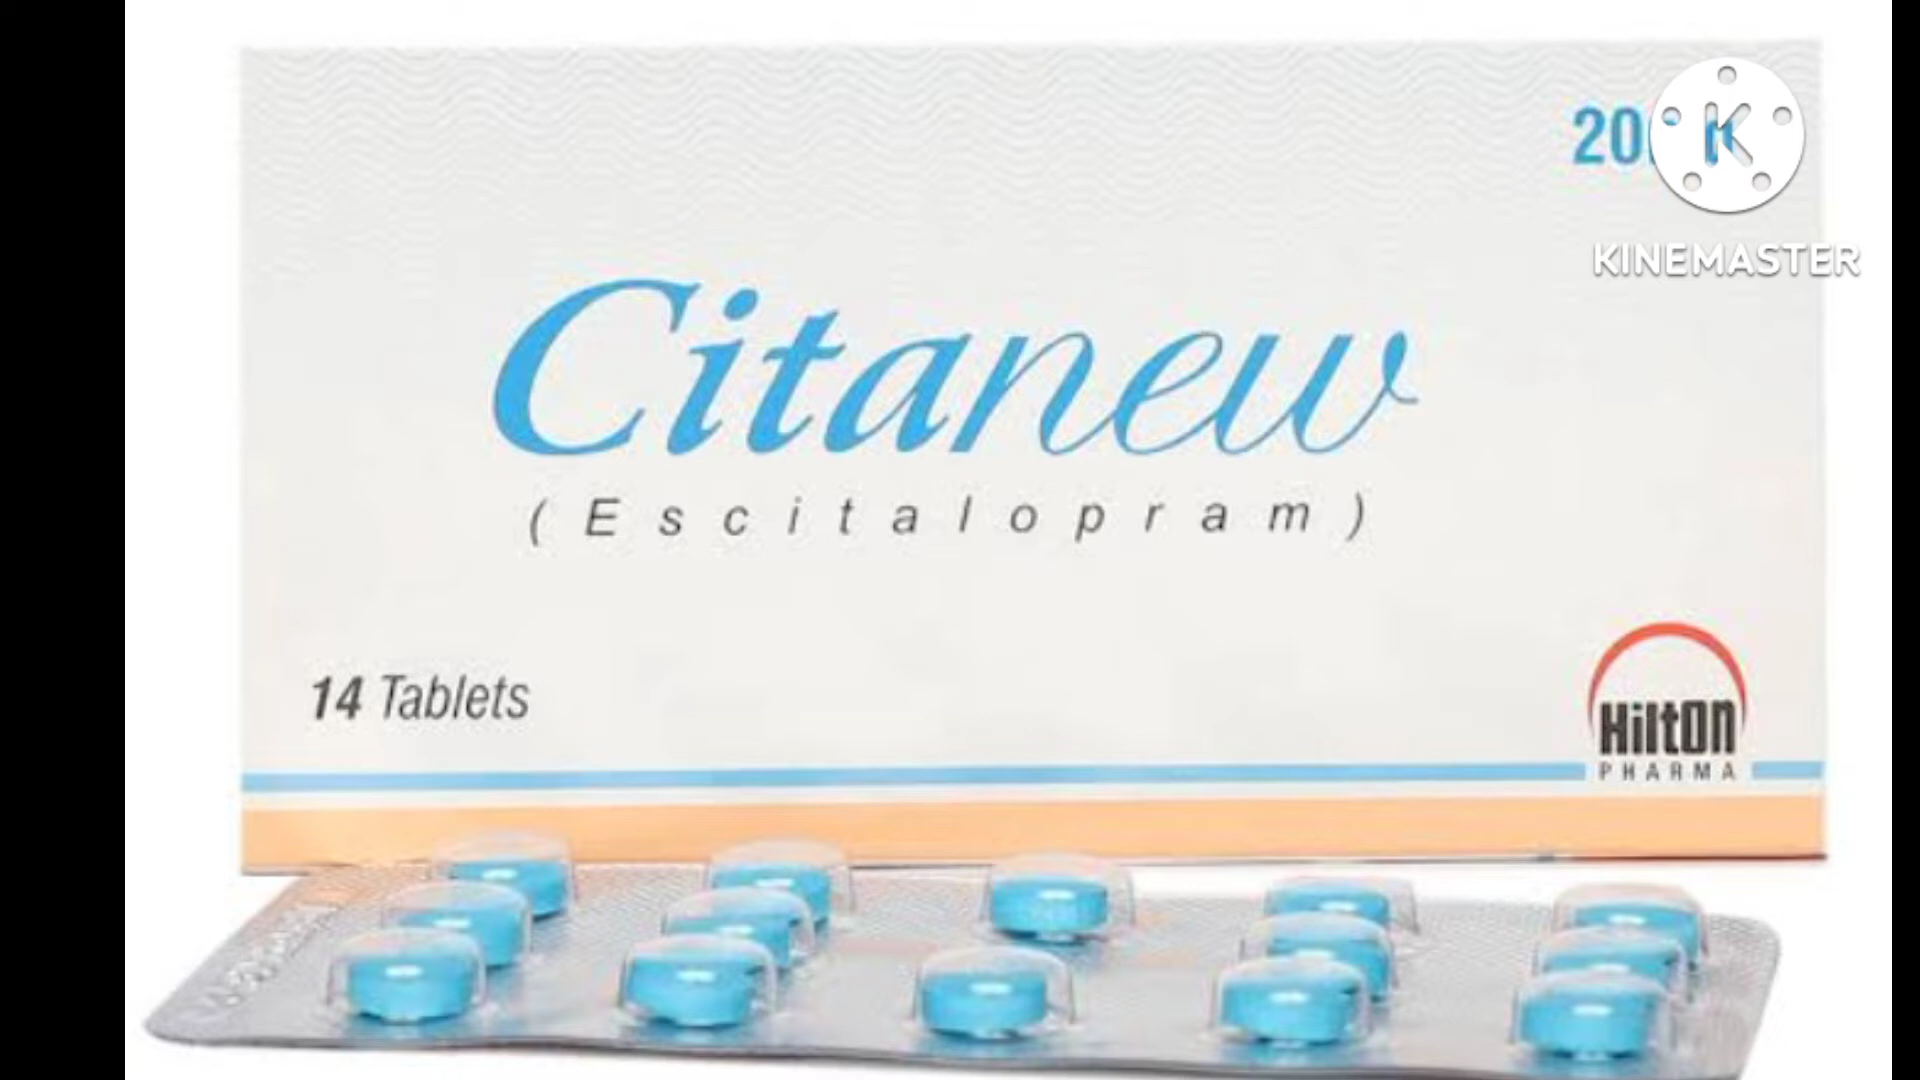 20
KINEMASTER
Citanew
(Escitalopram)
14 Tablets
HiltOn
PHARMA